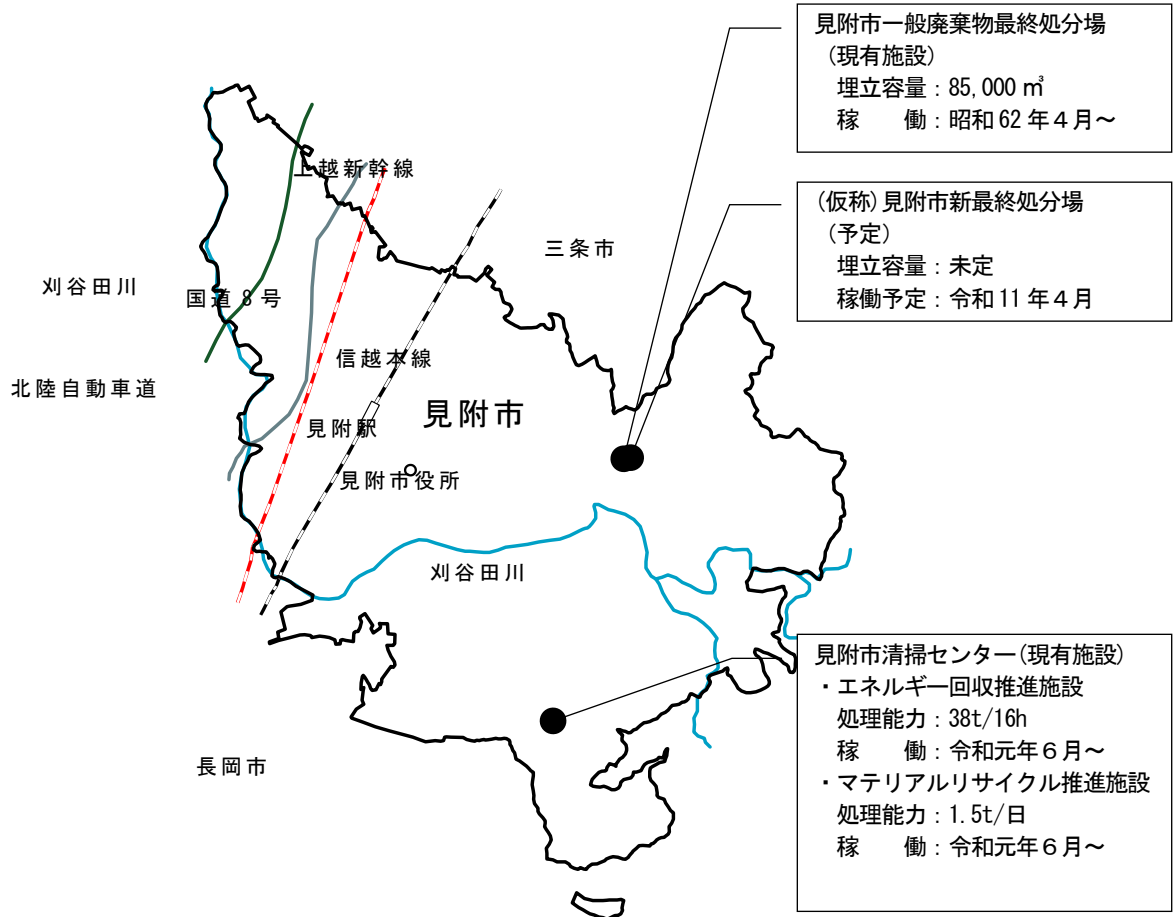 見附市一般廃棄物最終処分場
(現有施設)
埋立容量：85,000㎥
稼　　働：昭和62年４月～
(仮称)見附市新最終処分場
(予定)
埋立容量：未定
稼働予定：令和11年４月
上越新幹線
三条市
刈谷田川
国道８号
信越本線
北陸自動車道
見附市
見附駅
見附市役所
刈谷田川
長岡市
見附市清掃センター(現有施設)
・エネルギー回収推進施設
処理能力：38t/16h
稼　　働：令和元年６月～
・マテリアルリサイクル推進施設
処理能力：1.5t/日
稼　　働：令和元年６月～